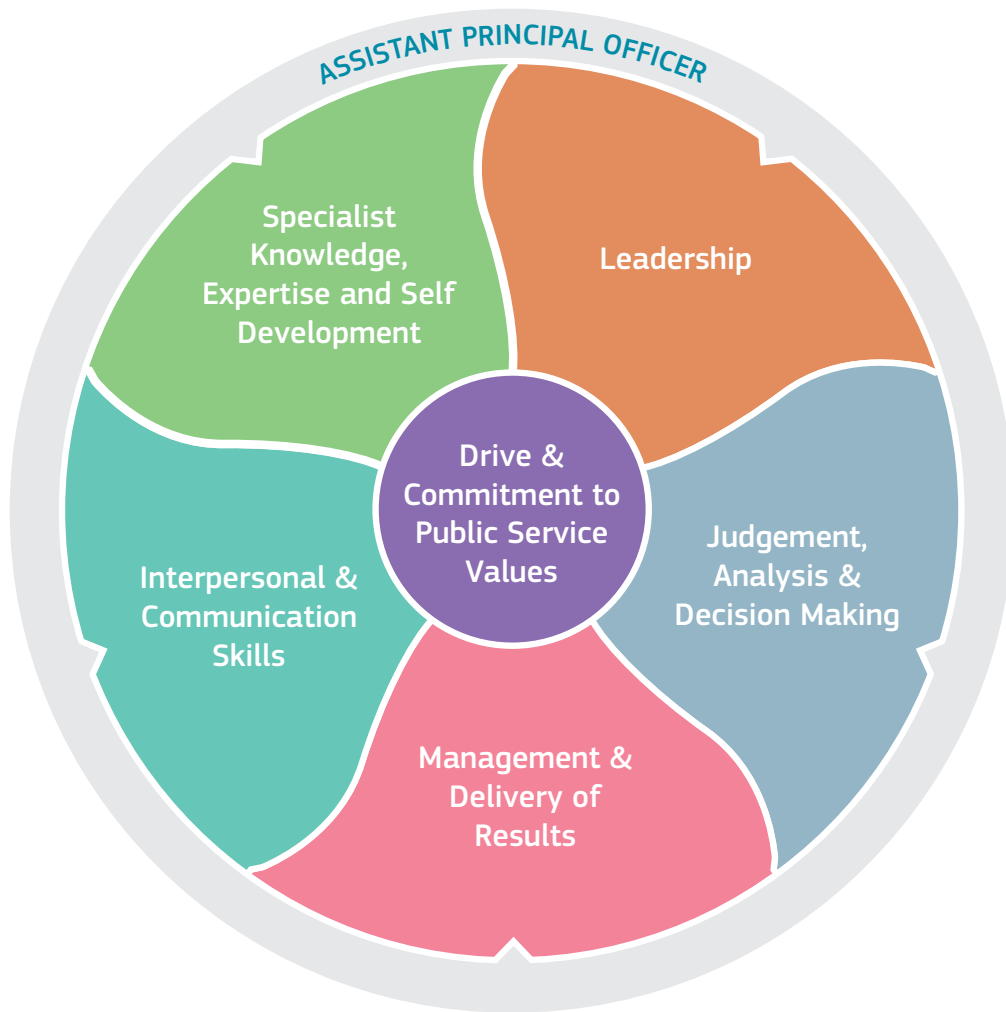 ASSISTANT PRINCIPAL OFFICER
Specialist
Knowledge,
Expertise and Self
Development
Leadership
Drive &
Commitment to
Public Service
Values
Judgement,
Analysis &
Decision Making
Interpersonal &
Communication
Skills
Management &
Delivery of
Results